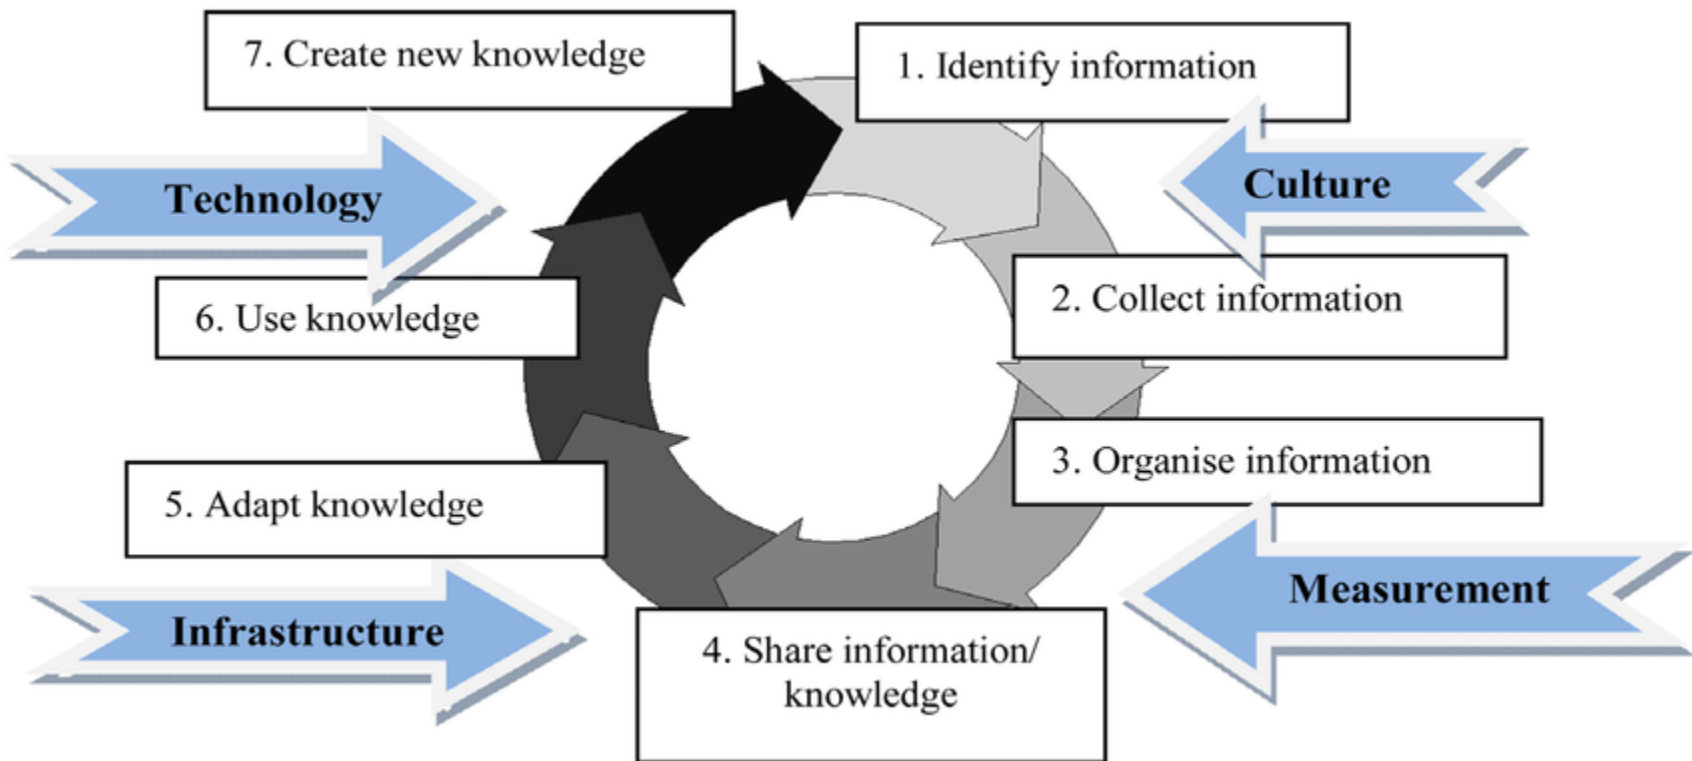 7. Create new knowledge
1. Identify information
Technology
Culture
6. Use knowledge
2. Collect information
5. Adapt knowledge
3. Organise information
Infrastructure
Measurement
4. Share information/
knowledge